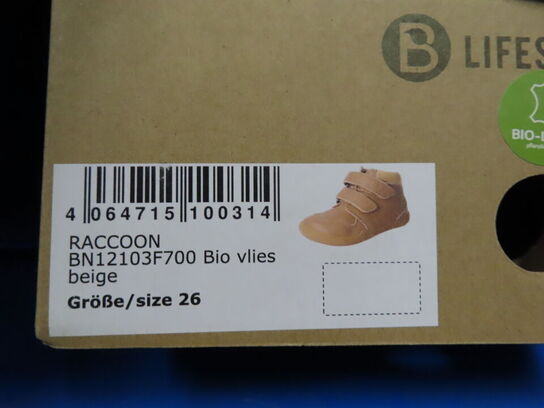 B LIFES
BIO-L
4 064715 100314
RACCOON
BN12103F700 Bio vlies
beige
Größe/size 26